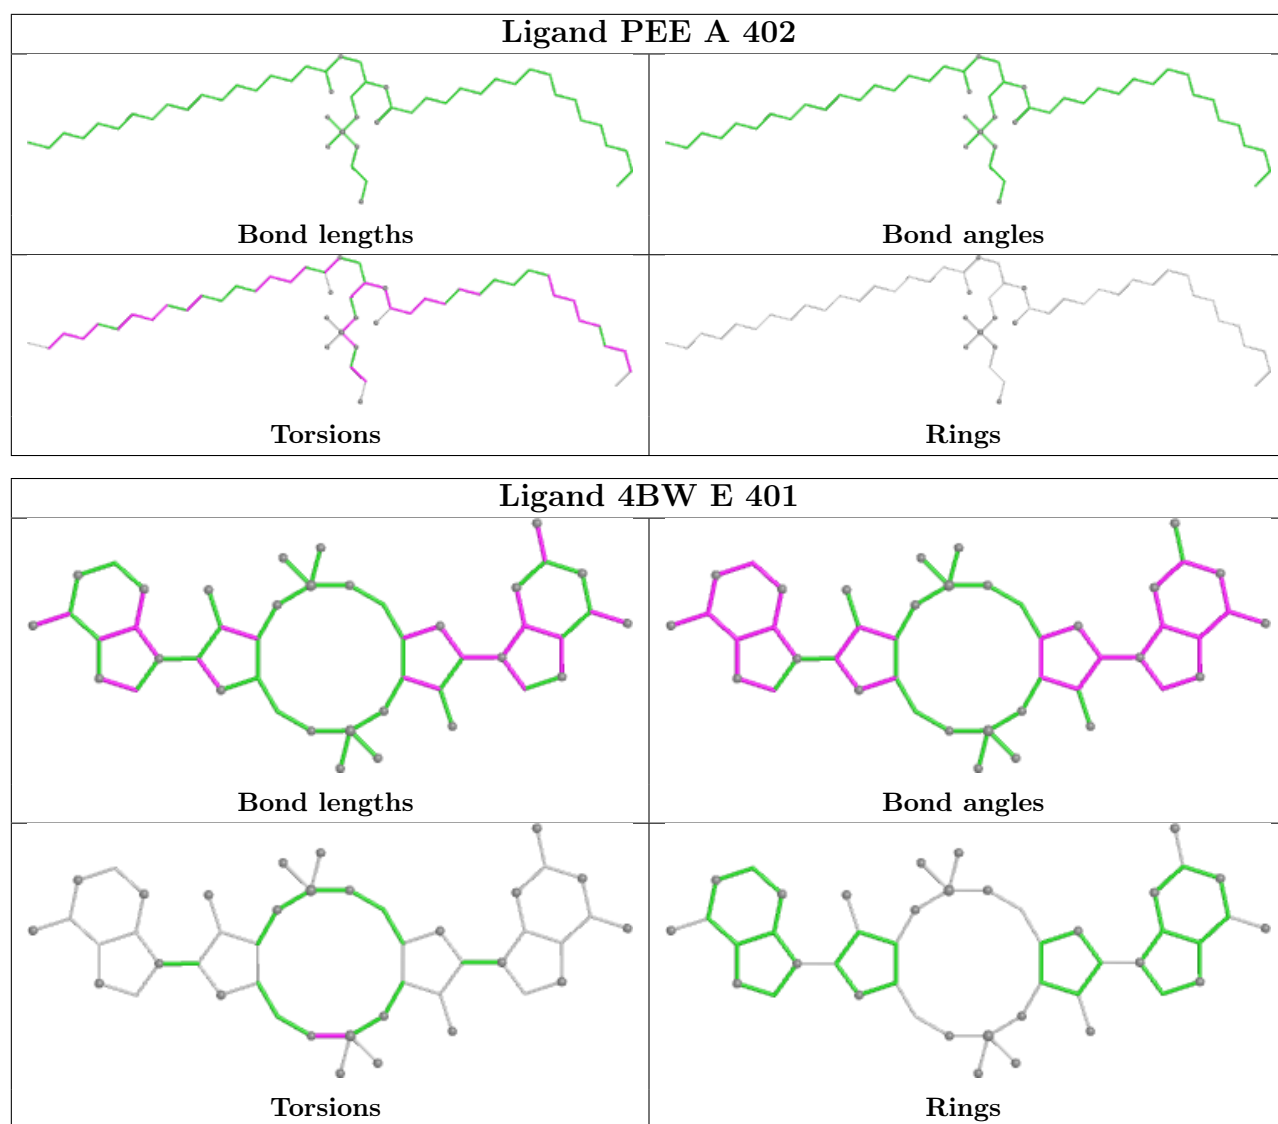 Ligand PEE A 402
Bond lengths
Bond angles
Torsions
Rings
Ligand 4BW E 401
Bond lengths
Bond angles
Torsions
Rings